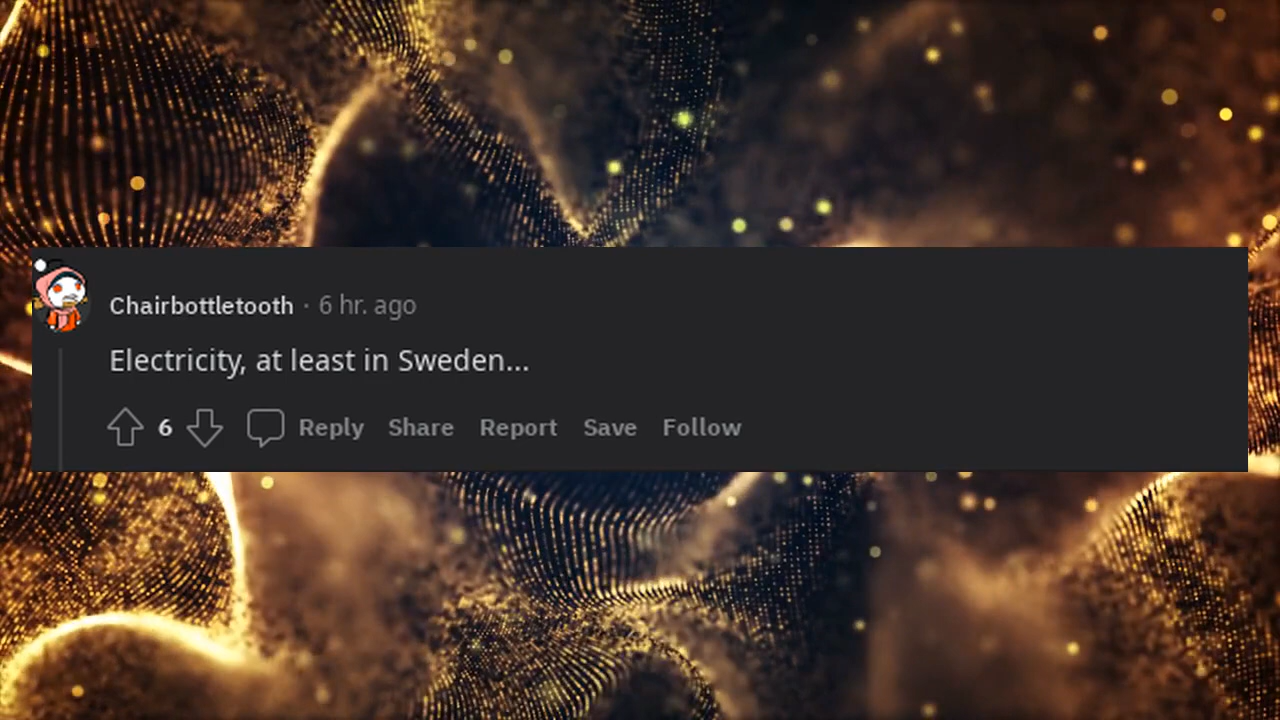 Chairbottletooth · 6 hr. ago
Electricity, at least in Sweden...
6 Reply Share Report Save Follow